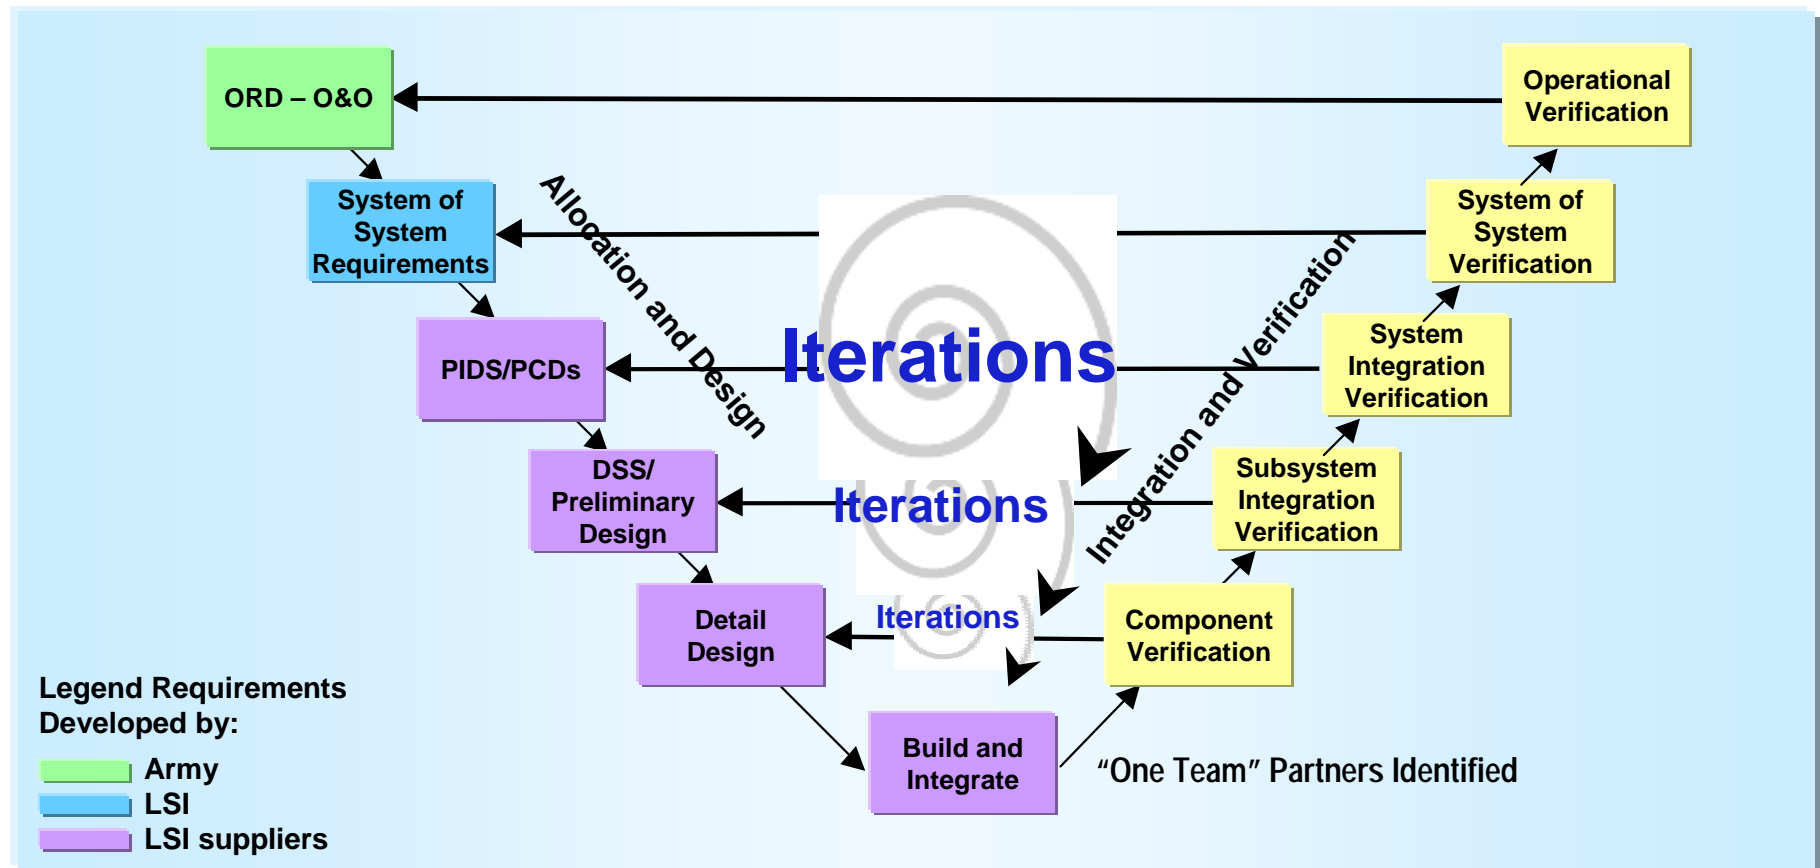 ORD – O&O
Operational
Verification
System of
System
Requirements
Allocation and Design
System of
System
Verification
Iterations
Integration and Verification
PIDS/PCDs
System
Integration
Verification
DSS/
Preliminary
Design
Iterations
Subsystem
Integration
Verification
Detail
Design
Iterations
Component
Verification
Legend Requirements
Developed by:
Army
LSI
LSI suppliers
Build and
Integrate
“One Team” Partners Identified